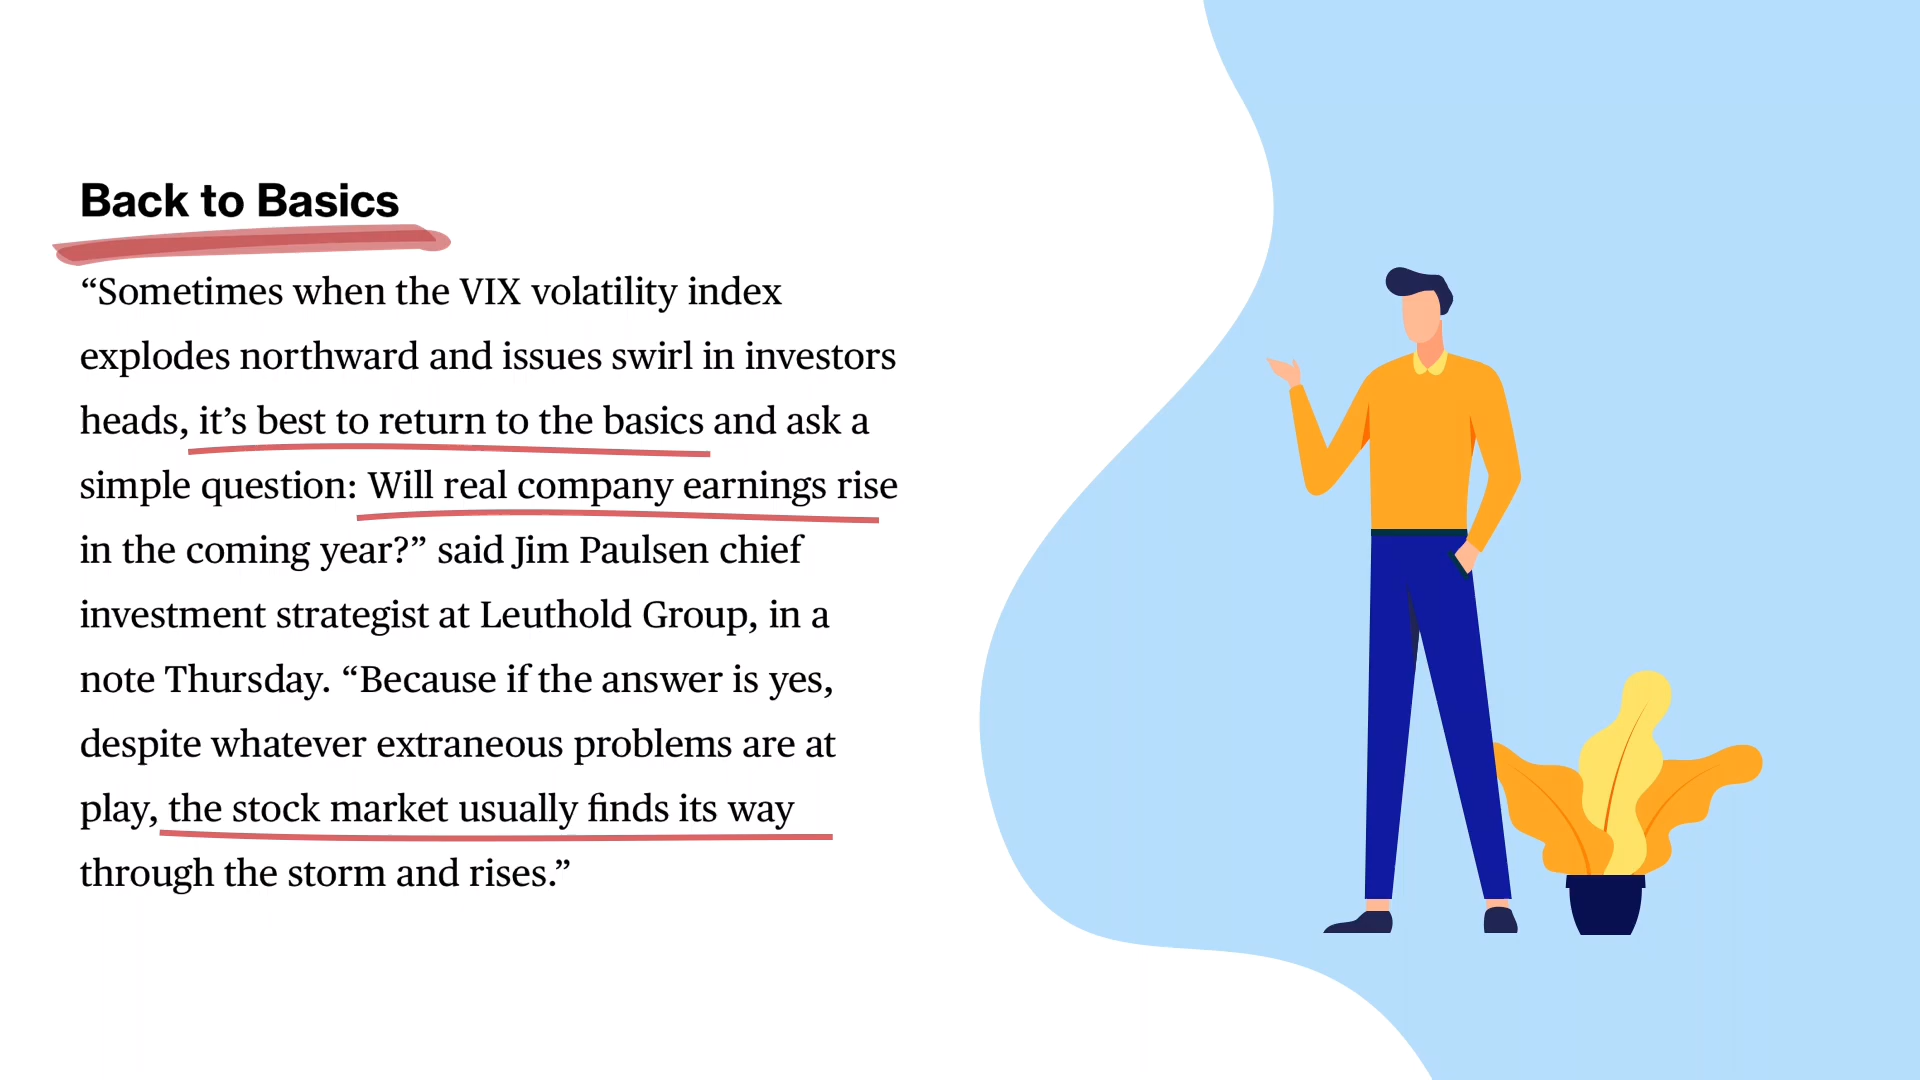 Back to Basics
“Sometimes when the VIX volatility index
explodes northward and issues swirl in investors
heads, it’s best to return to the basics and ask a
simple question: Will real company earnings rise
in the coming year?” said Jim Paulsen chief
investment strategist at Leuthold Group, in a
note Thursday. “Because if the answer is yes,
despite whatever extraneous problems are at
play, the stock market usually finds its way
through the storm and rises.”